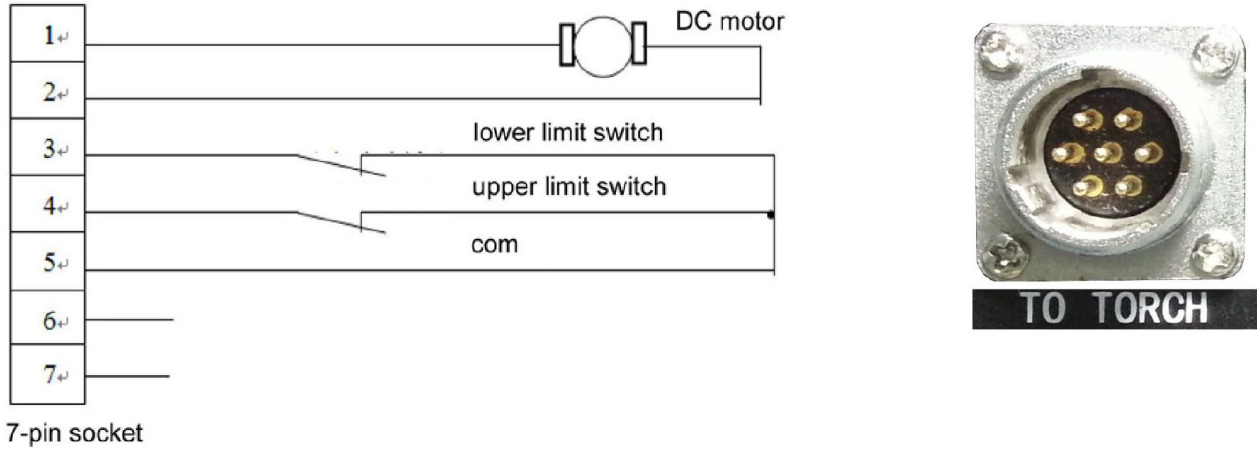 1↵
DC motor
2↵
lower limit switch
3↵
upper limit switch
4↵
com
5↵
6↵
7↵
7-pin socket
TO TORCH